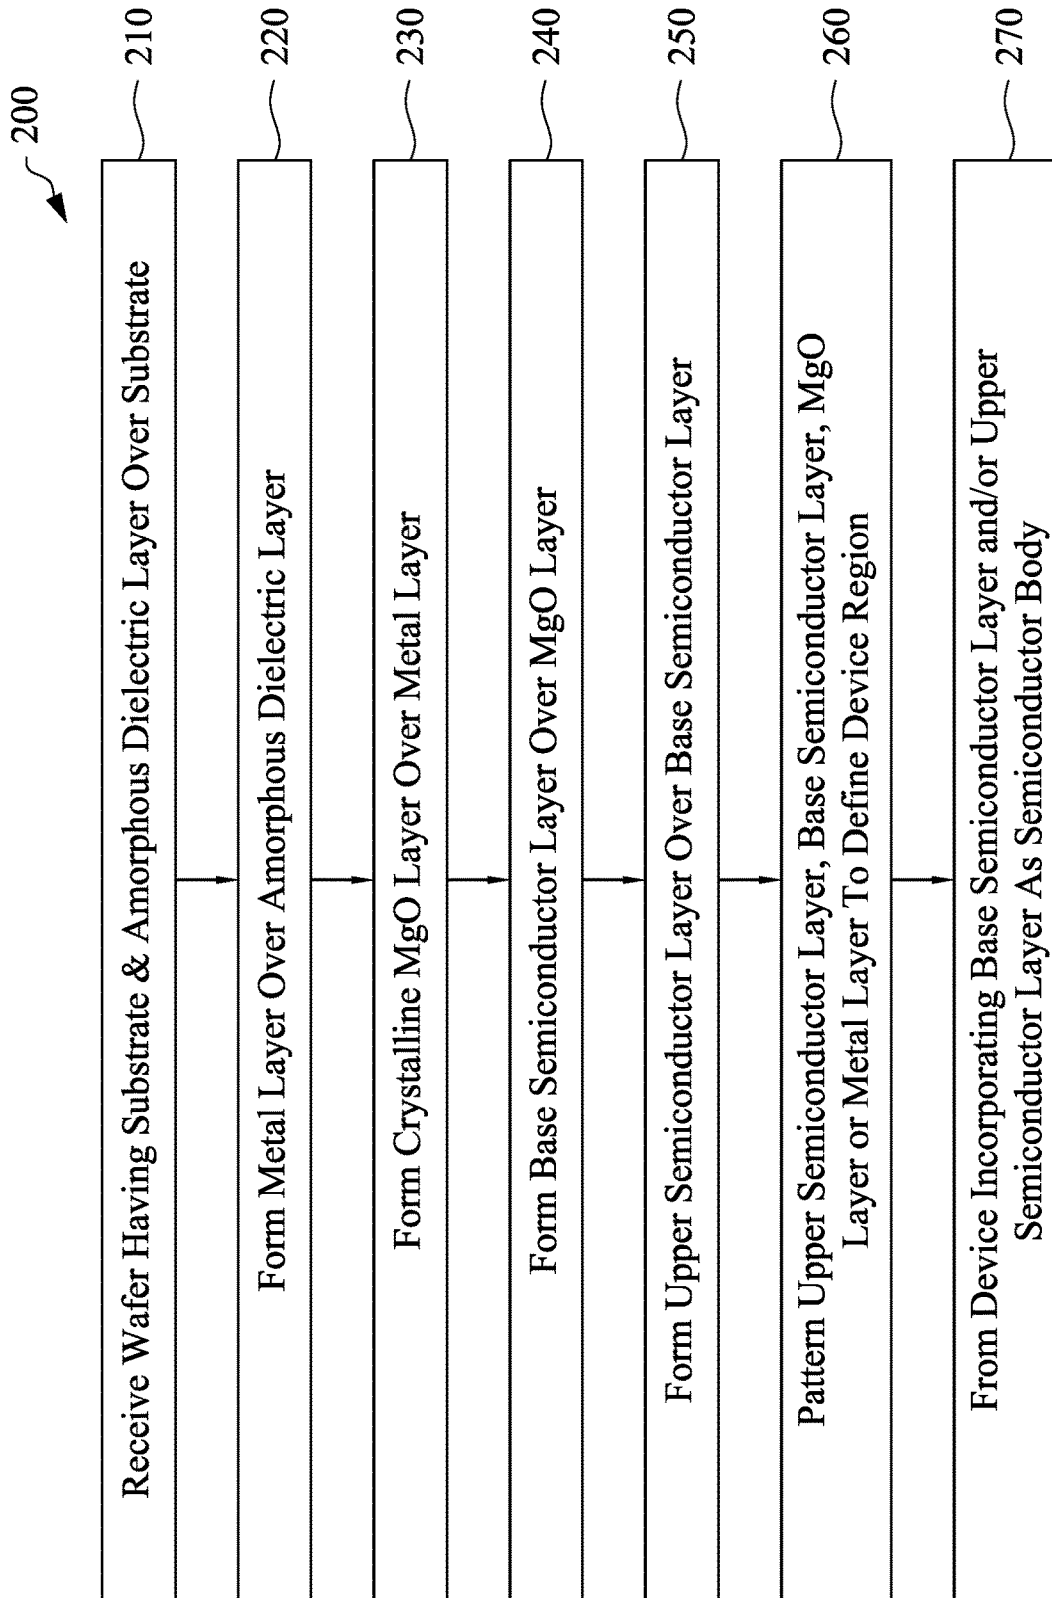 200
Receive Wafer Having Substrate & Amorphous Dielectric Layer Over Substrate
210
Form Metal Layer Over Amorphous Dielectric Layer
220
Form Crystalline MgO Layer Over Metal Layer
230
Form Base Semiconductor Layer Over MgO Layer
240
Form Upper Semiconductor Layer Over Base Semiconductor Layer
250
Pattern Upper Semiconductor Layer, Base Semiconductor Layer, MgO
Layer or Metal Layer To Define Device Region
260
From Device Incorporating Base Semiconductor Layer and/or Upper
Semiconductor Layer As Semiconductor Body
270